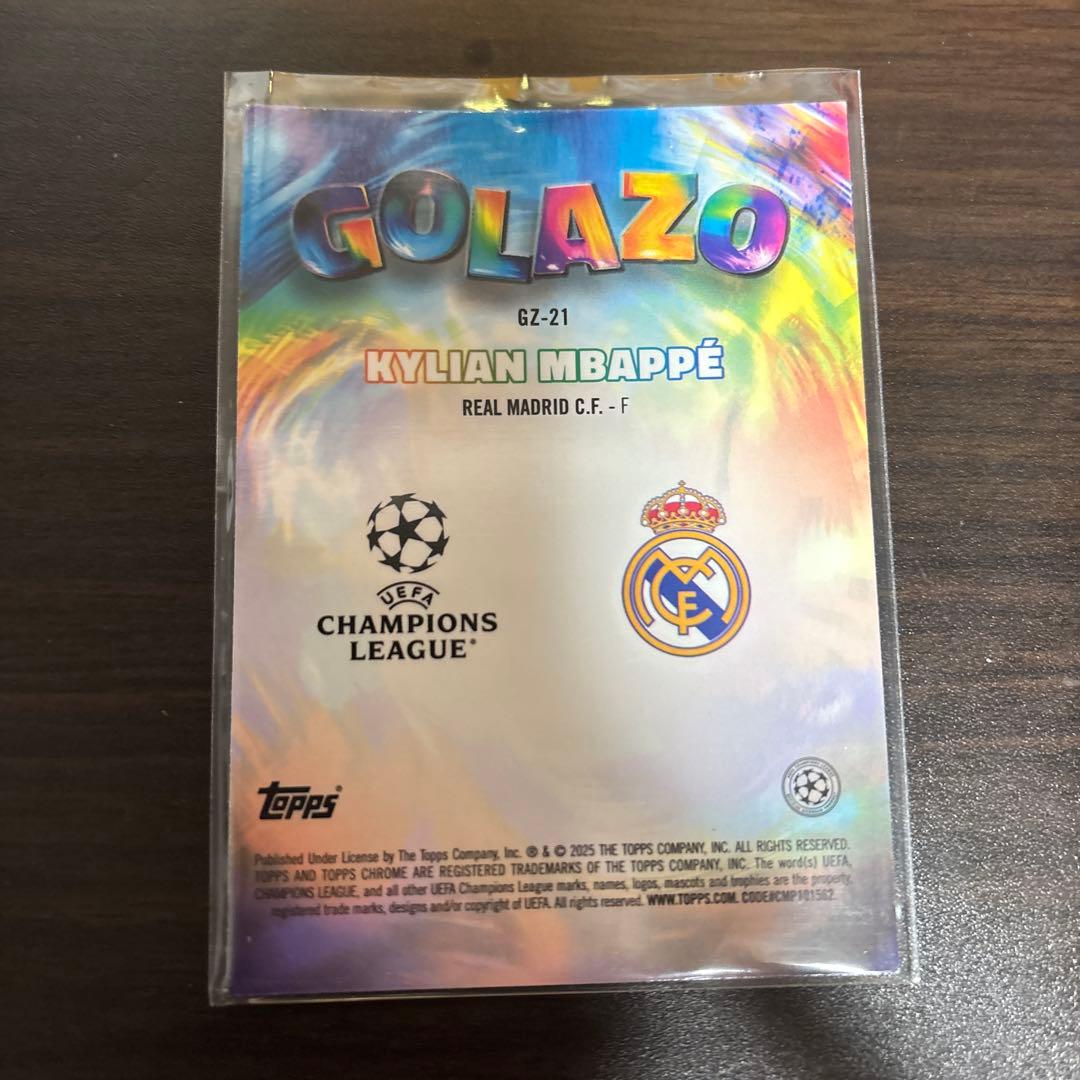 GOLAZO
GZ-21
KYLIAN MBAPPÉ
REAL MADRID C.F. - F
UEFA
CHAMPIONS
LEAGUE®
topps®
Published Under License by The Topps Company, Inc. ® & © 2025 THE TOPPS COMPANY, INC. ALL RIGHTS RESERVED.
TOPPS AND TOPPS CHROME ARE REGISTERED TRADEMARKS OF THE TOPPS COMPANY, INC. The word(s) UEFA,
CHAMPIONS LEAGUE, and all other UEFA Champions League marks, names, logos, mascots and trophies are the property,
registered trade marks, designs and/or copyright of UEFA. All rights reserved. WWW.TOPPS.COM. CODE#CMP101562.